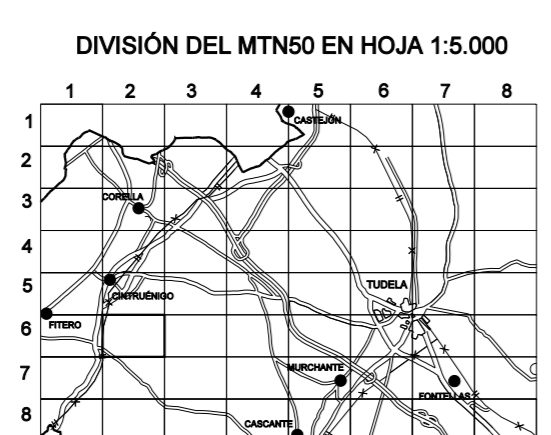 DIVISIÓN DEL MTN50 EN HOJA 1:5.000
1 2 3 4 5 6 7 8
1
CASTEJÓN
2
3
CORELLA
4
5
TUDELA
CINTRUÉNIGO
6
FITERO
7
MURCHANTE
FONTELLAS
8
CASCANTE